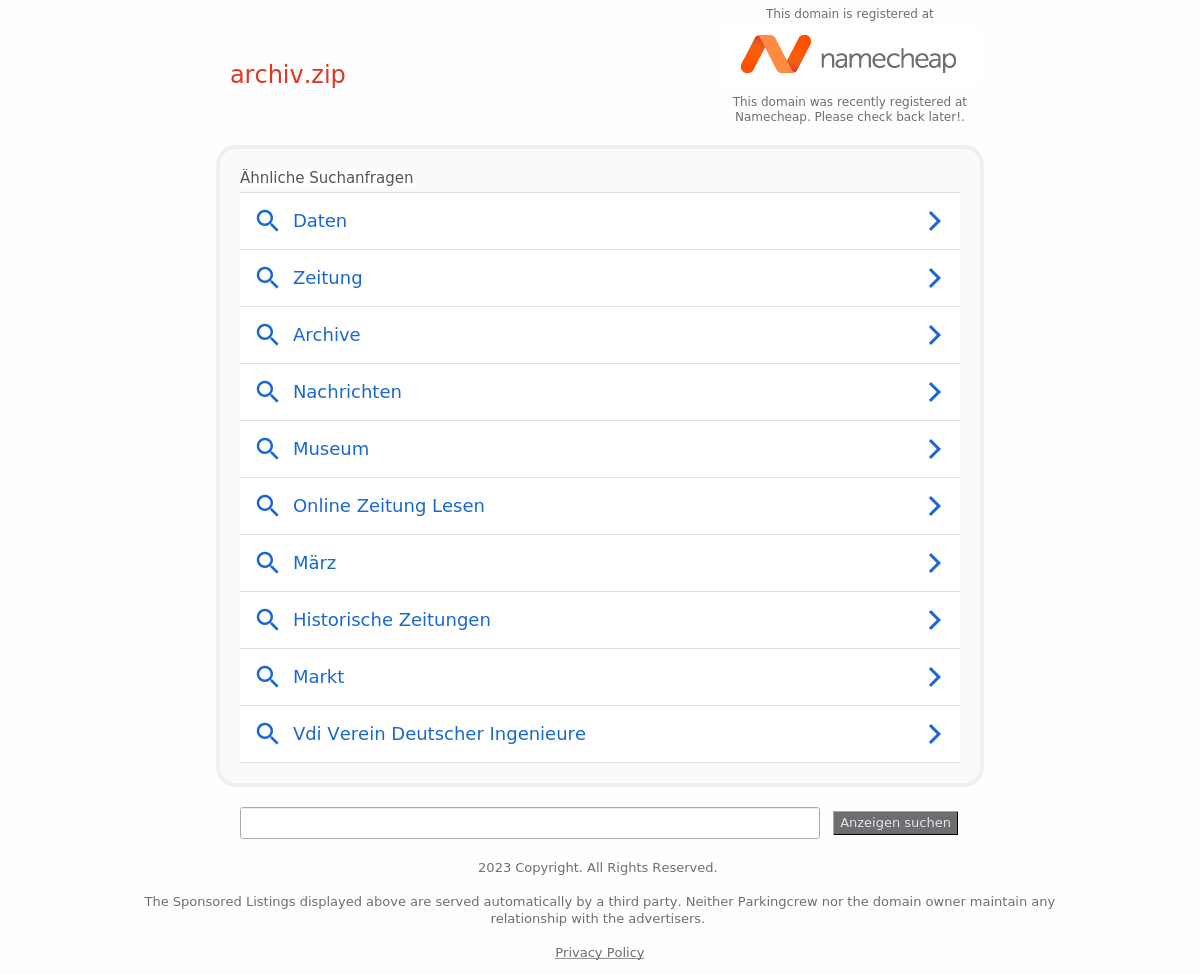 This domain is registered at
archiv.zip
namecheap
This domain was recently registered at
Namecheap. Please check back later!.
Ähnliche Suchanfragen
Daten
Zeitung
Archive
Nachrichten
Museum
Online Zeitung Lesen
März
Historische Zeitungen
Markt
Vdi Verein Deutscher Ingenieure
Anzeigen suchen
2023 Copyright. All Rights Reserved.
The Sponsored Listings displayed above are served automatically by a third party. Neither Parkingcrew nor the domain owner maintain any
relationship with the advertisers.
Privacy Policy